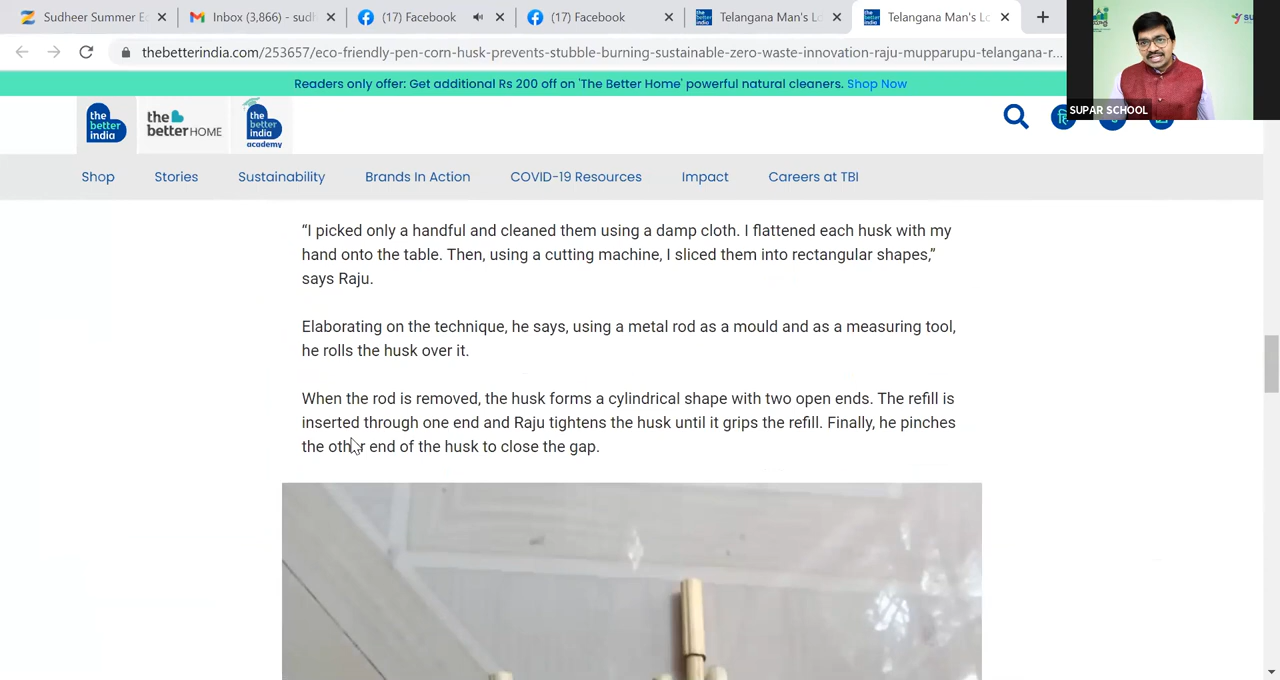 Sudheer Summer E
Inbox (3,866) - sudh
(17) Facebook
(17) Facebook
Telangana Man's Lo
Telangana Man's Lo
thebetterindia.com/253657/eco-friendly-pen-corn-husk-prevents-stubble-burning-sustainable-zero-waste-innovation-raju-mupparupu-telangana-r...
SUPAR SCHOOL
Readers only offer: Get additional Rs 200 off on 'The Better Home' powerful natural cleaners. Shop Now
the better india
the better HOME
the better india academy
हिं
Shop Stories Sustainability Brands In Action COVID-19 Resources Impact Careers at TBI
“I picked only a handful and cleaned them using a damp cloth. I flattened each husk with my
hand onto the table. Then, using a cutting machine, I sliced them into rectangular shapes,”
says Raju.
Elaborating on the technique, he says, using a metal rod as a mould and as a measuring tool,
he rolls the husk over it.
When the rod is removed, the husk forms a cylindrical shape with two open ends. The refill is
inserted through one end and Raju tightens the husk until it grips the refill. Finally, he pinches
the other end of the husk to close the gap.